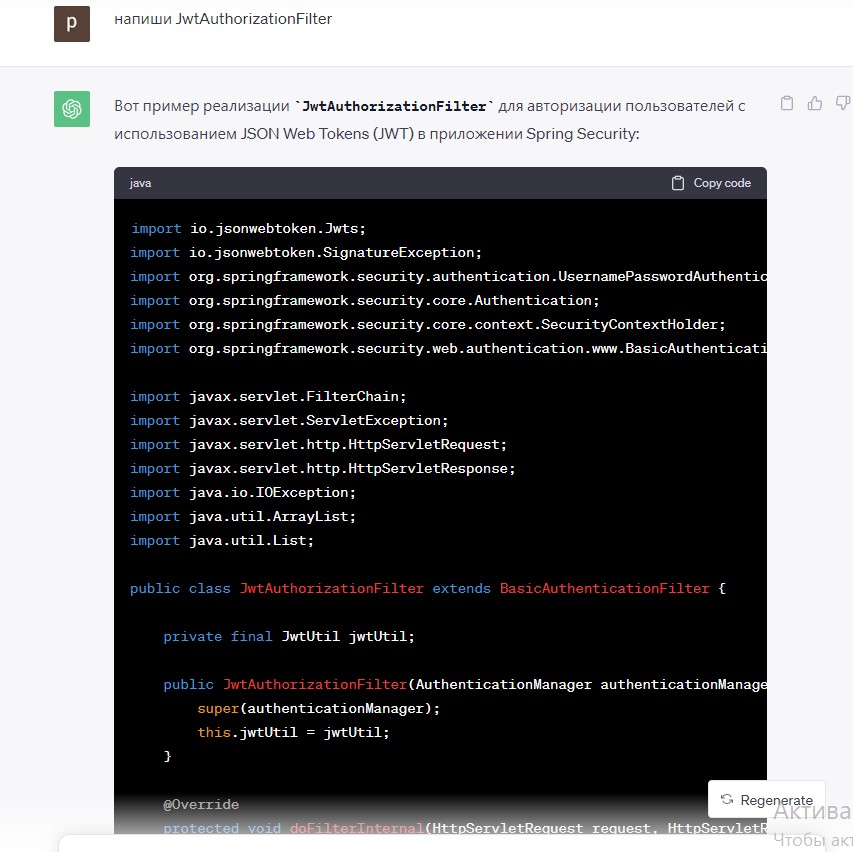 p
напиши JwtAuthorizationFilter
Вот пример реализации `JwtAuthorizationFilter` для авторизации пользователей с
использованием JSON Web Tokens (JWT) в приложении Spring Security:
java
Copy code
import io.jsonwebtoken.Jwts;
import io.jsonwebtoken.SignatureException;
import org.springframework.security.authentication.UsernamePasswordAuthentic
import org.springframework.security.core.Authentication;
import org.springframework.security.core.context.SecurityContextHolder;
import org.springframework.security.web.authentication.www.BasicAuthenticati
import javax.servlet.FilterChain;
import javax.servlet.ServletException;
import javax.servlet.http.HttpServletRequest;
import javax.servlet.http.HttpServletResponse;
import java.io.IOException;
import java.util.ArrayList;
import java.util.List;
public class JwtAuthorizationFilter extends BasicAuthenticationFilter {
private final JwtUtil jwtUtil;
public JwtAuthorizationFilter(AuthenticationManager authenticationManage
super(authenticationManager);
this.jwtUtil = jwtUtil;
}
@Override
protected void doFilterInternal(HttpServletRequest request, HttpServletR
Regenerate
Актива
Чтобы акт